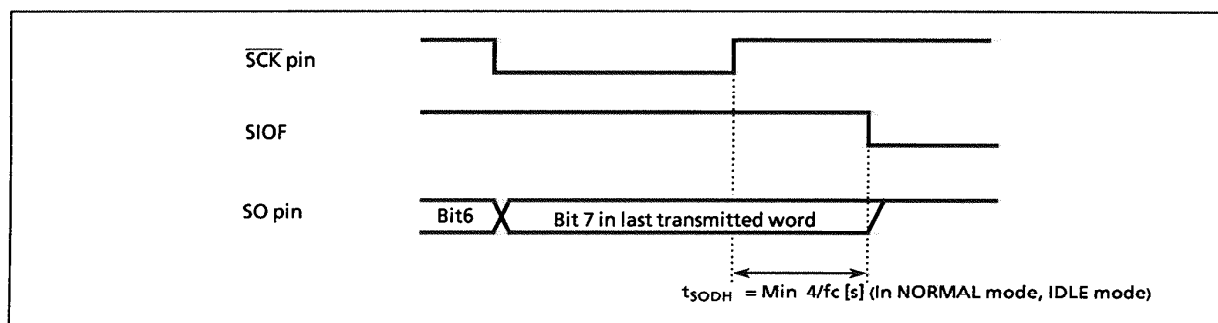 SCK pin
SIOF
SO pin
Bit6
Bit 7 in last transmitted word
tSODH = Min 4/fc [s] (In NORMAL mode, IDLE mode)